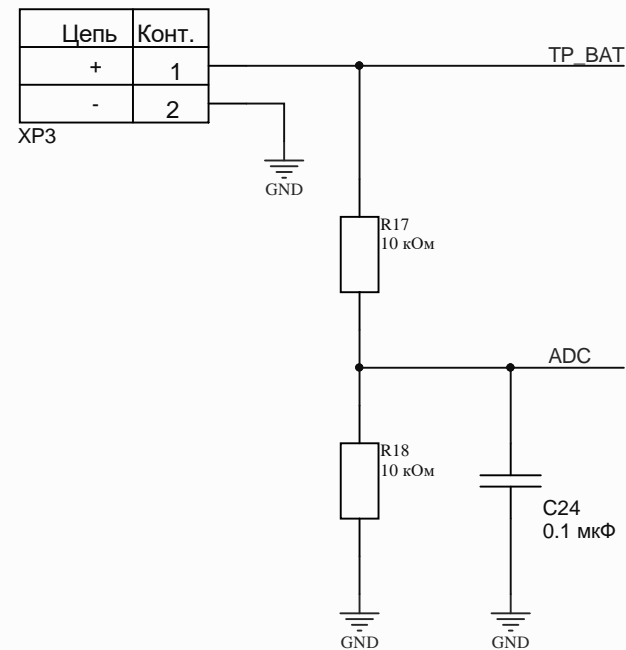 Цепь Конт.
+ 1
- 2
XP3
TP_BAT
GND
R17
10 кОм
ADC
R18
10 кОм
C24
0.1 мкФ
GND
GND